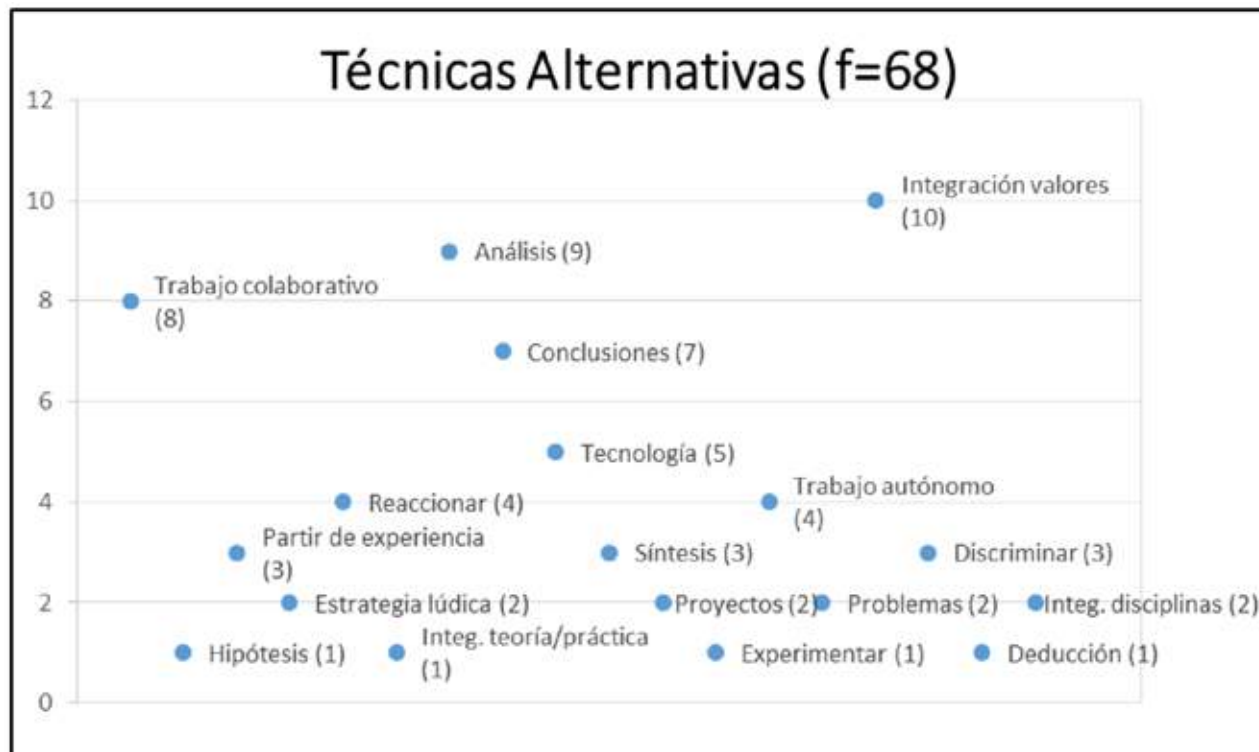 Técnicas Alternativas (f=68)
12
10
8
6
4
2
0
Integración valores
(10)
Análisis (9)
Trabajo colaborativo
(8)
Conclusiones (7)
Tecnología (5)
Reaccionar (4)
Trabajo autónomo
(4)
Partir de experiencia
(3)
Síntesis (3)
Discriminar (3)
Estrategia lúdica (2)
Proyectos (2)
Problemas (2)
Integ. disciplinas (2)
Hipótesis (1)
Integ. teoría/práctica
(1)
Experimentar (1)
Deducción (1)